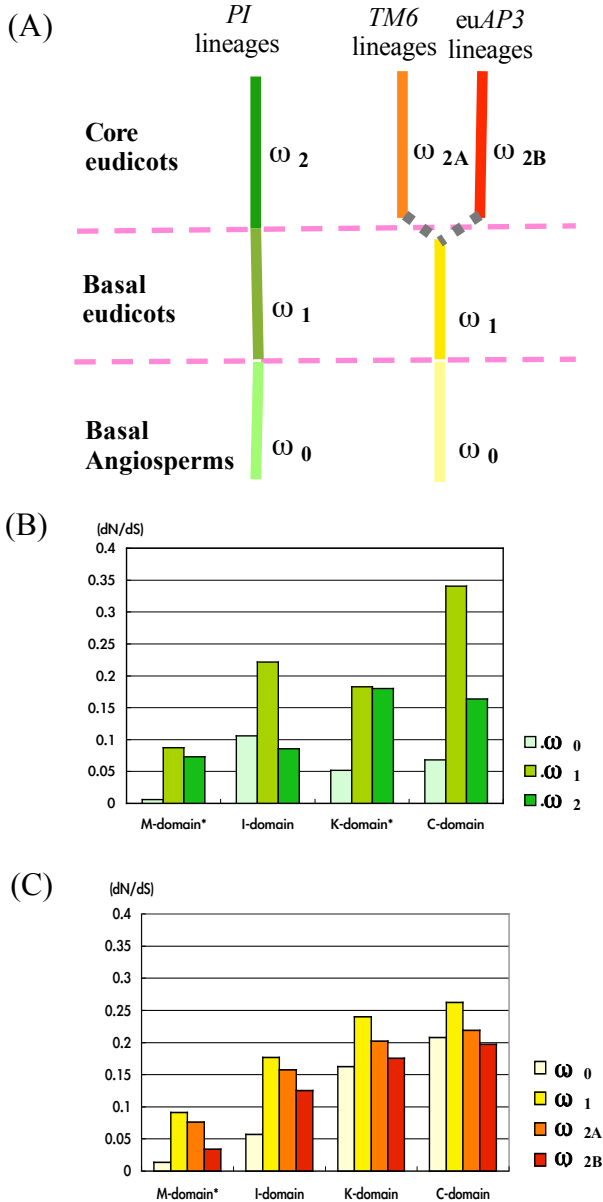 (A)
PI
lineages
TM6
lineages
euAP3
lineages
Core
eudicots
ω 2
ω 2A
ω 2B
Basal
eudicots
ω 1
ω 1
Basal
Angiosperms
ω 0
ω 0
(B)
(dN/dS)
0.4
0.35
0.3
0.25
0.2
0.15
0.1
0.05
0
M-domain*
I-domain
K-domain*
C-domain
.ω 0
.ω 1
.ω 2
(C)
(dN/dS)
0.4
0.35
0.3
0.25
0.2
0.15
0.1
0.05
0
M-domain*
I-domain
K-domain
C-domain
ω 0
ω 1
ω 2A
ω 2B